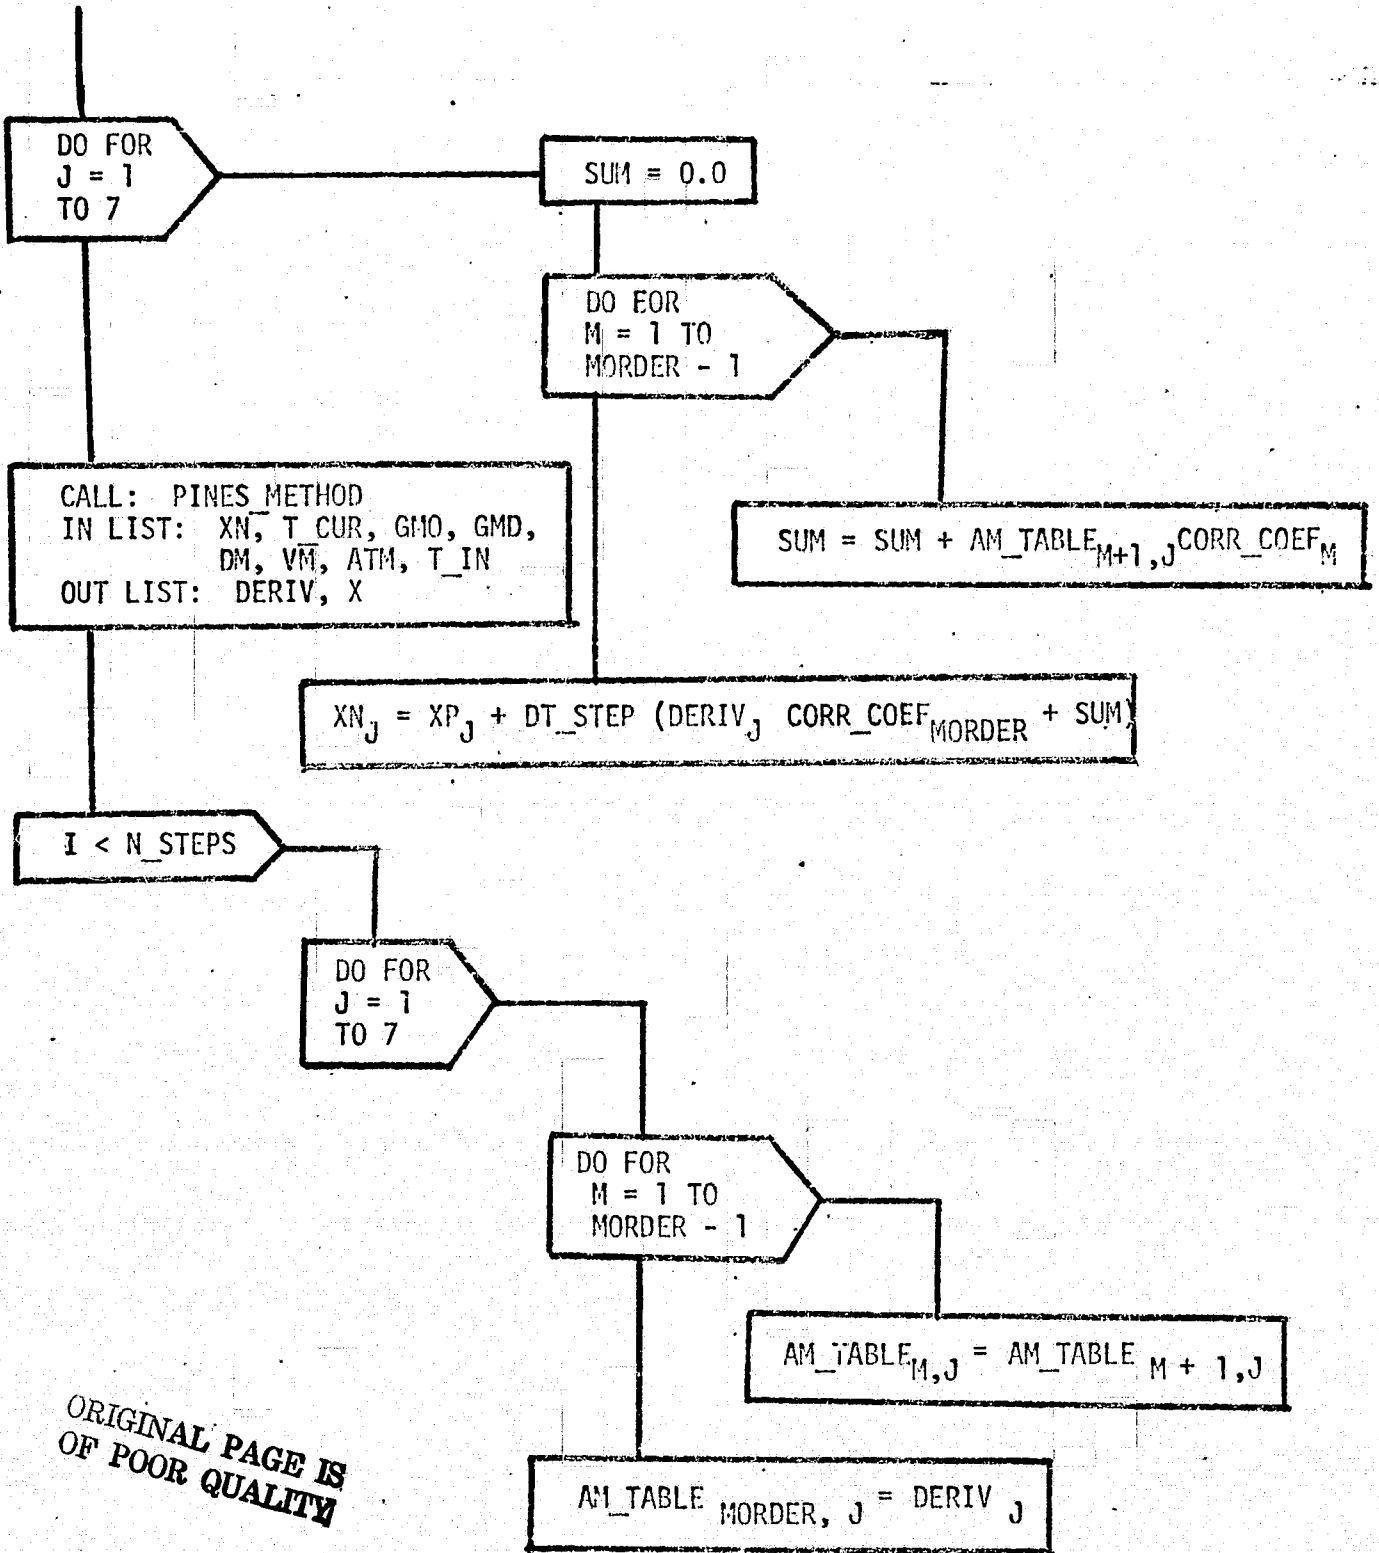 DO FOR
J = 1
TO 7
SUM = 0.0
DO EOR
M = 1 TO
MORDER - 1
SUM = SUM + AM_TABLE M+1,J CORR_COEF M
CALL: PINES_METHOD
IN LIST: XN, T_CUR, GMO, GMD,
DM, VM, ATM, T_IN
OUT LIST: DERIV, X
XN J = XP J + DT_STEP (DERIV J CORR_COEF MORDER + SUM)
I < N_STEPS
DO FOR
J = 1
TO 7
DO FOR
M = 1 TO
MORDER - 1
AM_TABLE M,J = AM_TABLE M + 1,J
AM_TABLE MORDER, J = DERIV J
ORIGINAL PAGE IS
OF POOR QUALITY